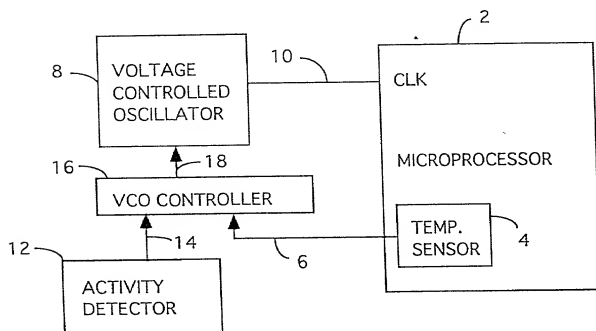 2
8
VOLTAGE
CONTROLLED
OSCILLATOR
10
CLK
MICROPROCESSOR
18
16
VCO CONTROLLER
TEMP.
SENSOR
4
14
6
12
ACTIVITY
DETECTOR